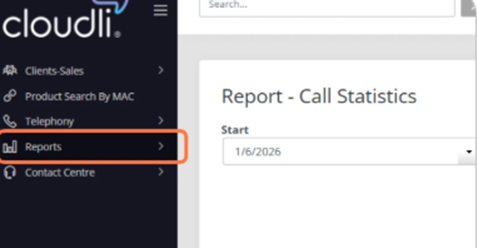 cloudli
Search...
Clients-Sales
Product Search By MAC
Telephony
Reports
Contact Centre
Report - Call Statistics
Start
1/6/2026